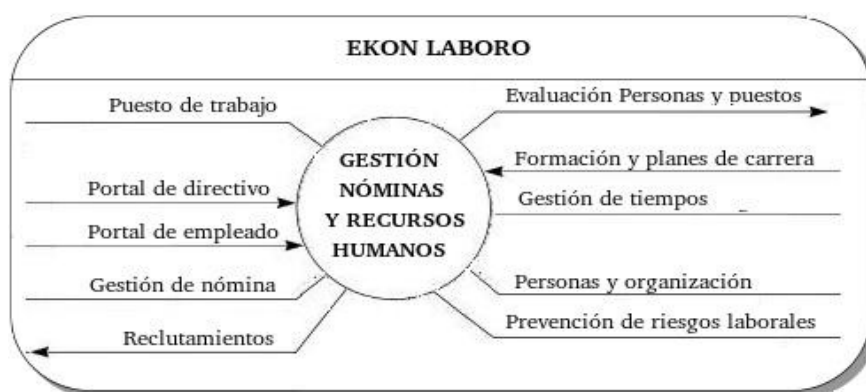 EKON LABORO
Puesto de trabajo
Portal de directivo
Portal de empleado
Gestión de nómina
Reclutamientos
GESTIÓN
NÓMINAS
Y RECURSOS
HUMANOS
Evaluación Personas y puestos
Formación y planes de carrera
Gestión de tiempos
Personas y organización
Prevención de riesgos laborales